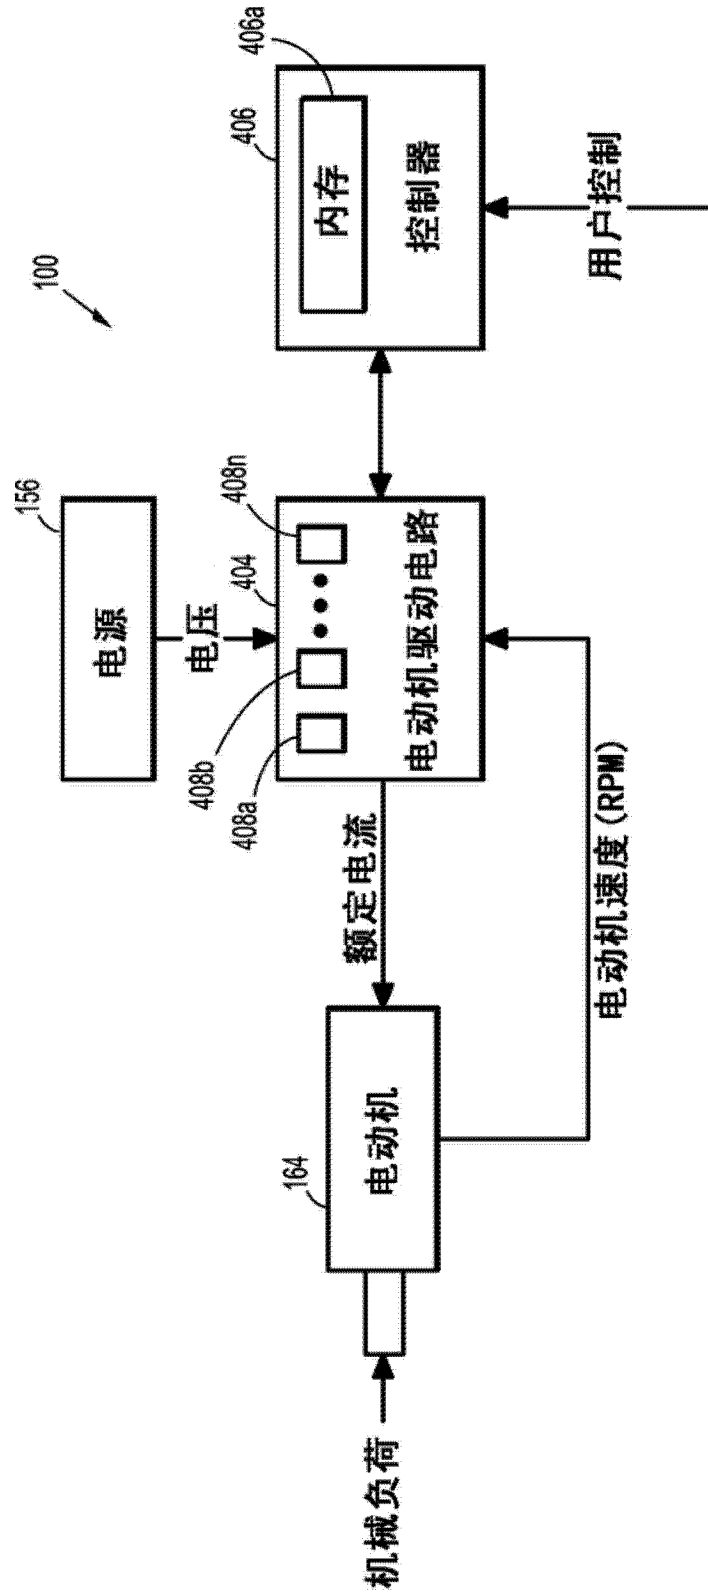 100
156
电源
电压
404
408n
408b
408a
电动机驱动电路
406
406a
内存
控制器
用户控制
额定电流
164
电动机
电动机速度(RPM)
机械负荷